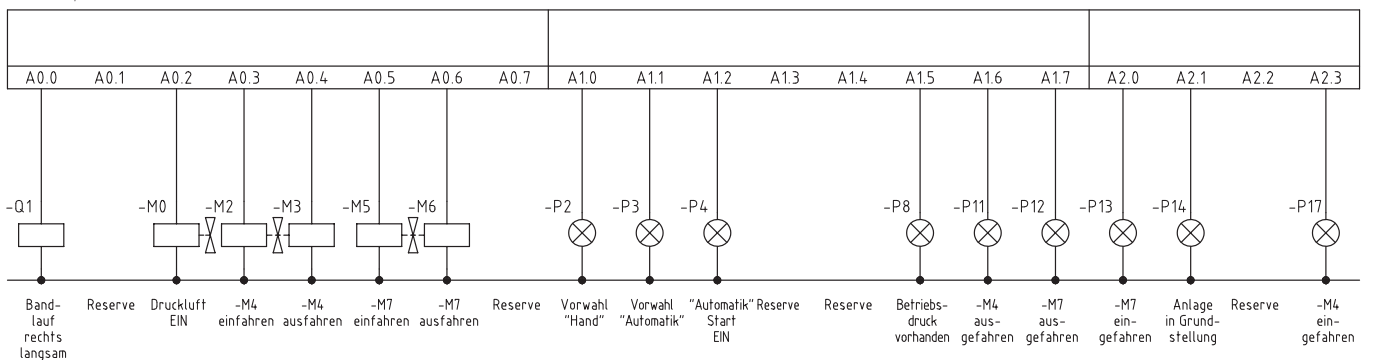 A0.0 A0.1 A0.2 A0.3 A0.4 A0.5 A0.6 A0.7 A1.0 A1.1 A1.2 A1.3 A1.4 A1.5 A1.6 A1.7 A2.0 A2.1 A2.2 A2.3
-Q1 -M0 -M2 -M3 -M5 -M6 -P2 -P3 -P4 -P8 -P11 -P12 -P13 -P14 -P17
Band- Reserve Druckluft -M4 -M4 -M7 -M7 Reserve Vorwahl Vorwahl "Automatik" Reserve Reserve Betriebs- -M4 -M7 -M7 Anlage Reserve -M4
lauf EIN einfahren ausfahren einfahren ausfahren "Hand" "Automatik" Start druck aus- aus- ein- in Grund- ein-
rechts EIN vorhanden gefahren gefahren gefahren stellung gefahren
langsam